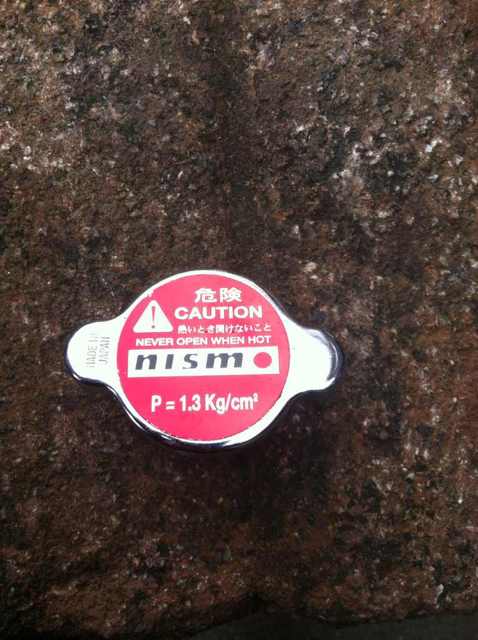 危険
CAUTION
熱いとき開けないこと
NEVER OPEN WHEN HOT
nismo
P = 1.3 Kg/cm²
MADE IN
JAPAN